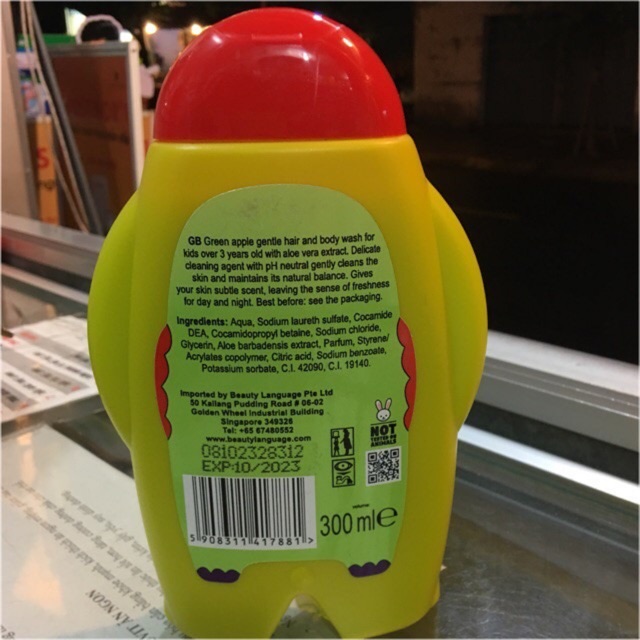 GB Green apple gentle hair and body wash for
kids over 3 years old with aloe vera extract. Delicate
cleaning agent with pH neutral gently cleans the
skin and maintains its natural balance. Gives
your skin subtle scent, leaving the sense of freshness
for day and night. Best before: see the packaging.
Ingredients: Aqua, Sodium laureth sulfate, Cocamide
DEA, Cocamidopropyl betaine, Sodium chloride,
Glycerin, Aloe barbadensis extract, Parfum, Styrene/
Acrylates copolymer, Citric acid, Sodium benzoate,
Potassium sorbate, C.I. 42090, C.I. 19140.
Imported by Beauty Language Pte Ltd
50 Kallang Pudding Road # 06-02
Golden Wheel Industrial Building
Singapore 349326
Tel: +65 67480552
www.beautylanguage.com
08102328312
EXP:10/2023
NOT
TESTED ON
ANIMALS
5 908311 417881 >
volume
300 ml e
VỊT ÁN NGON